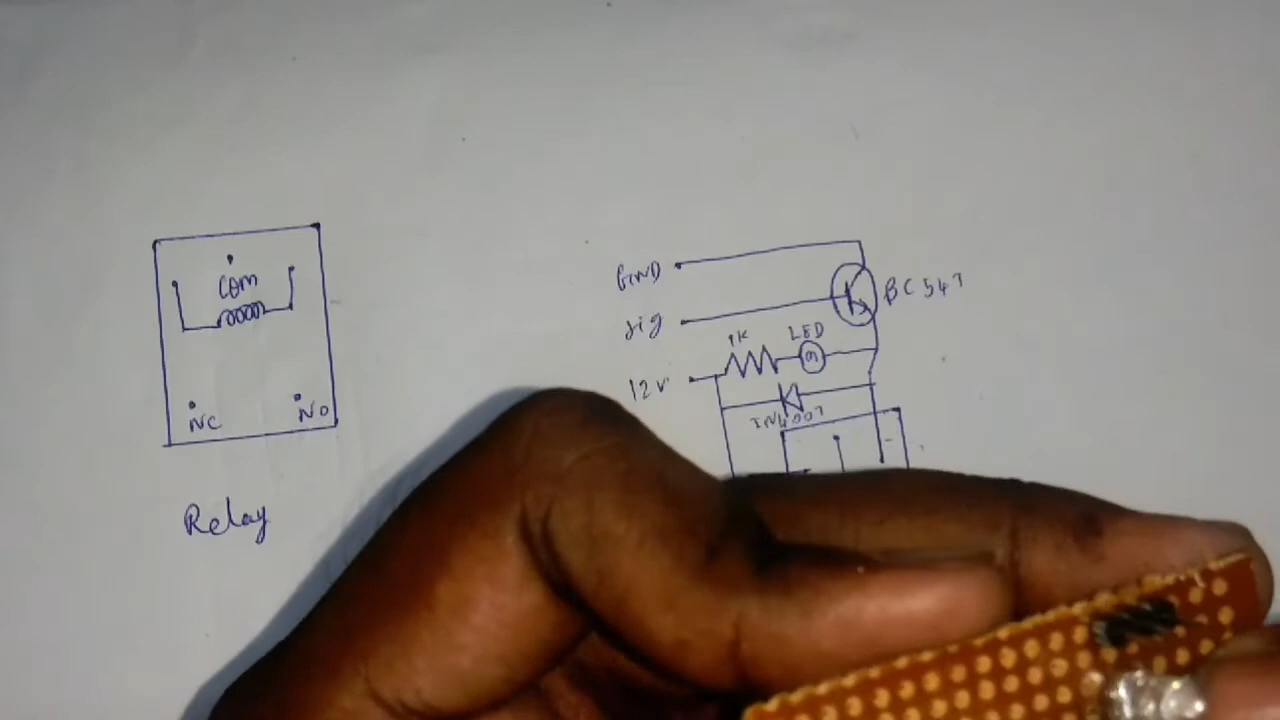 COM
NC
NO
Relay
GND
sig
12V
1K
LED
BC547
IN4007